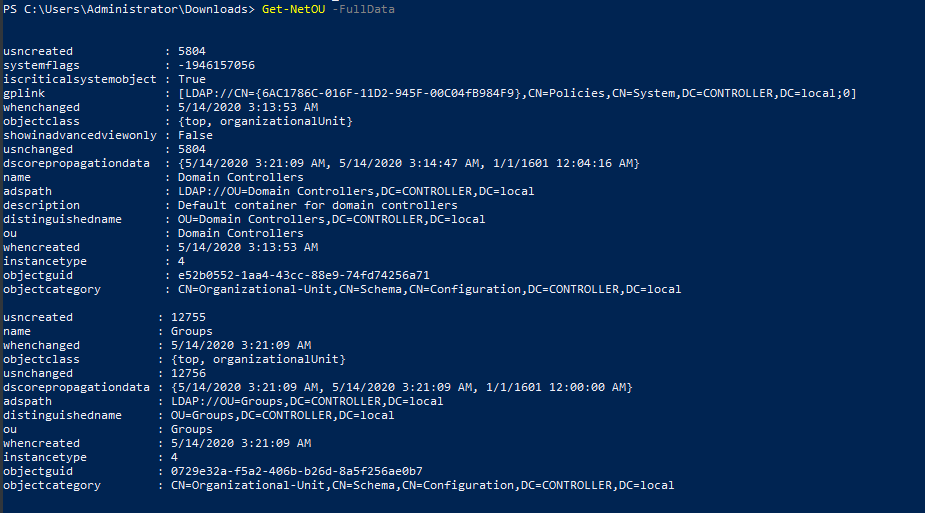 PS C:\Users\Administrator\Downloads> Get-NetOU -FullData
usncreated : 5804
systemflags : -1946157056
iscriticalsystemobject : True
gplink : [LDAP://CN={6AC1786C-016F-11D2-945F-00C04fB984F9},CN=Policies,CN=System,DC=CONTROLLER,DC=local;0]
whenchanged : 5/14/2020 3:13:53 AM
objectclass : {top, organizationalUnit}
showinadvancedviewonly : False
usnchanged : 5804
dscorepropagationdata : {5/14/2020 3:21:09 AM, 5/14/2020 3:14:47 AM, 1/1/1601 12:04:16 AM}
name : Domain Controllers
adspath : LDAP://OU=Domain Controllers,DC=CONTROLLER,DC=local
description : Default container for domain controllers
distinguishedname : OU=Domain Controllers,DC=CONTROLLER,DC=local
ou : Domain Controllers
whencreated : 5/14/2020 3:13:53 AM
instancetype : 4
objectguid : e52b0552-1aa4-43cc-88e9-74fd74256a71
objectcategory : CN=Organizational-Unit,CN=Schema,CN=Configuration,DC=CONTROLLER,DC=local
usncreated : 12755
name : Groups
whenchanged : 5/14/2020 3:21:09 AM
objectclass : {top, organizationalUnit}
usnchanged : 12756
dscorepropagationdata : {5/14/2020 3:21:09 AM, 5/14/2020 3:21:09 AM, 1/1/1601 12:00:00 AM}
adspath : LDAP://OU=Groups,DC=CONTROLLER,DC=local
distinguishedname : OU=Groups,DC=CONTROLLER,DC=local
ou : Groups
whencreated : 5/14/2020 3:21:09 AM
instancetype : 4
objectguid : 0729e32a-f5a2-406b-b26d-8a5f256ae0b7
objectcategory : CN=Organizational-Unit,CN=Schema,CN=Configuration,DC=CONTROLLER,DC=local